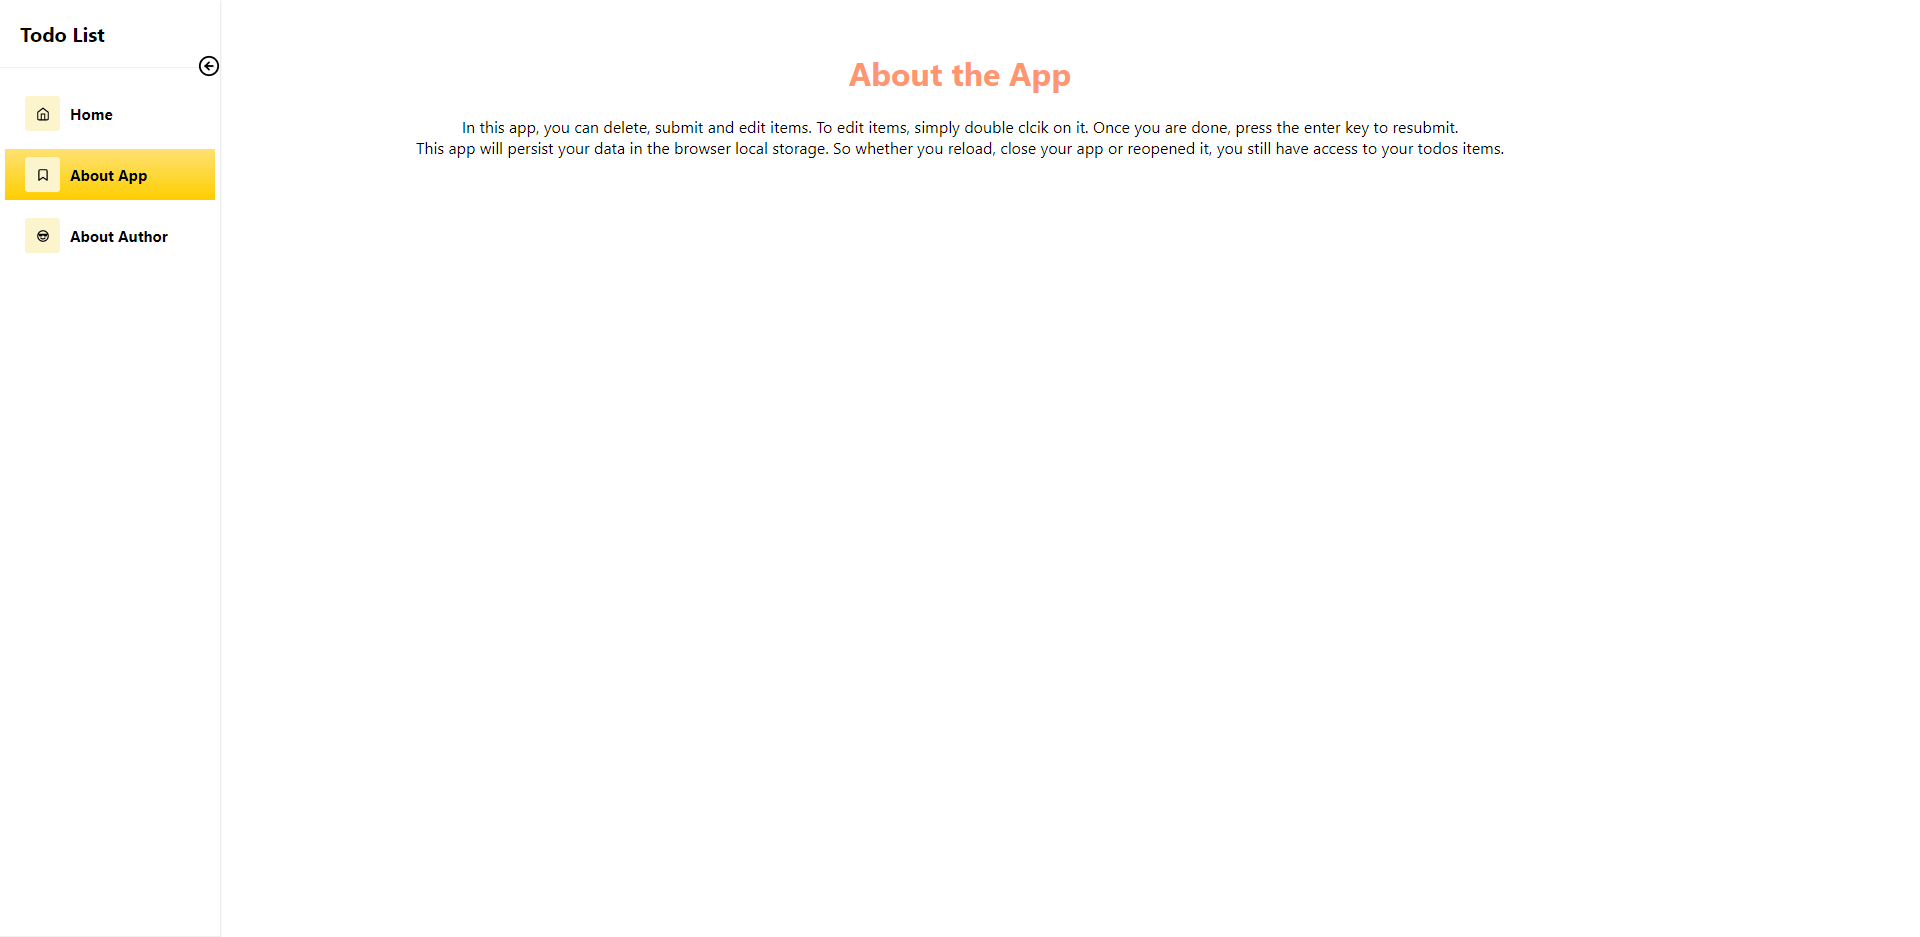 Todo List
Home
About App
About Author
About the App
In this app, you can delete, submit and edit items. To edit items, simply double clcik on it. Once you are done, press the enter key to resubmit.
This app will persist your data in the browser local storage. So whether you reload, close your app or reopened it, you still have access to your todos items.